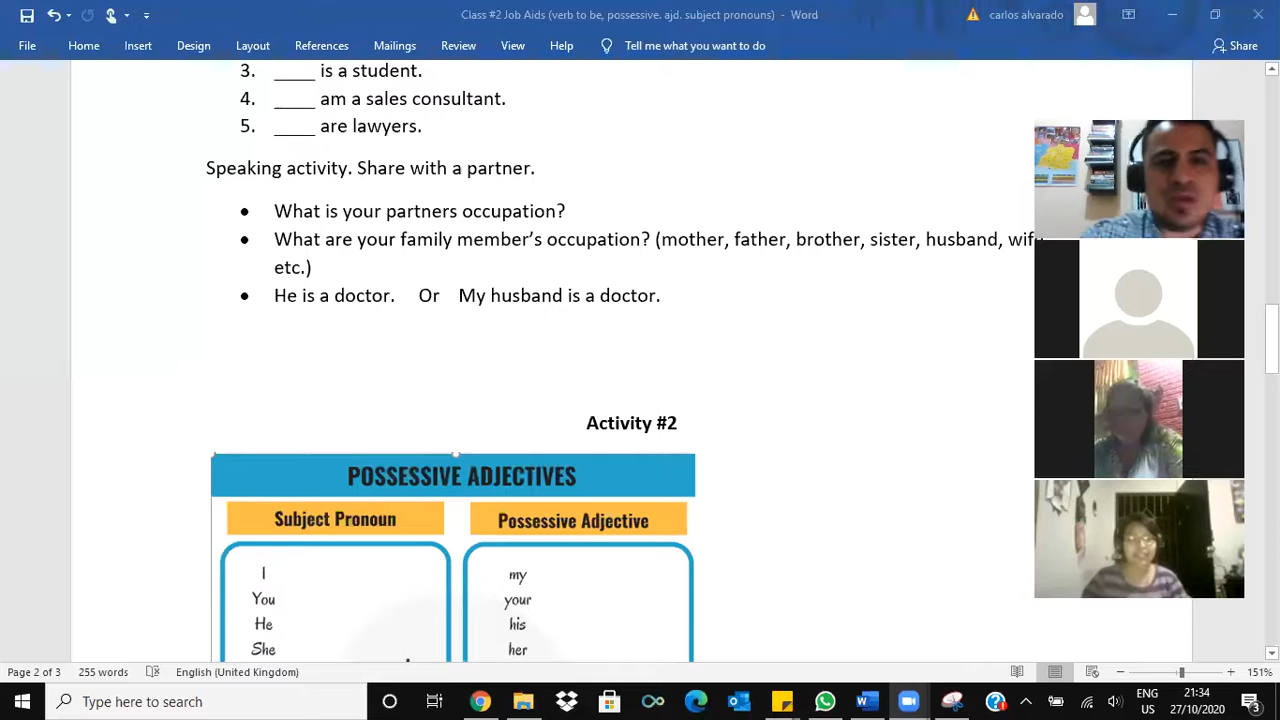 Class #2 Job Aids (verb to be, possessive. ajd. subject pronouns) - Word
carlos alvarado
File Home Insert Design Layout References Mailings Review View Help Tell me what you want to do Share
3. ____ is a student.
4. ____ am a sales consultant.
5. ____ are lawyers.
Speaking activity. Share with a partner.
• What is your partners occupation?
• What are your family member’s occupation? (mother, father, brother, sister, husband, wife
etc.)
• He is a doctor. Or My husband is a doctor.
Activity #2
POSSESSIVE ADJECTIVES
Subject Pronoun Possessive Adjective
I my
You your
He his
She her
Page 2 of 3 255 words English (United Kingdom) 151%
Type here to search
ENG 21:34
US 27/10/2020
3